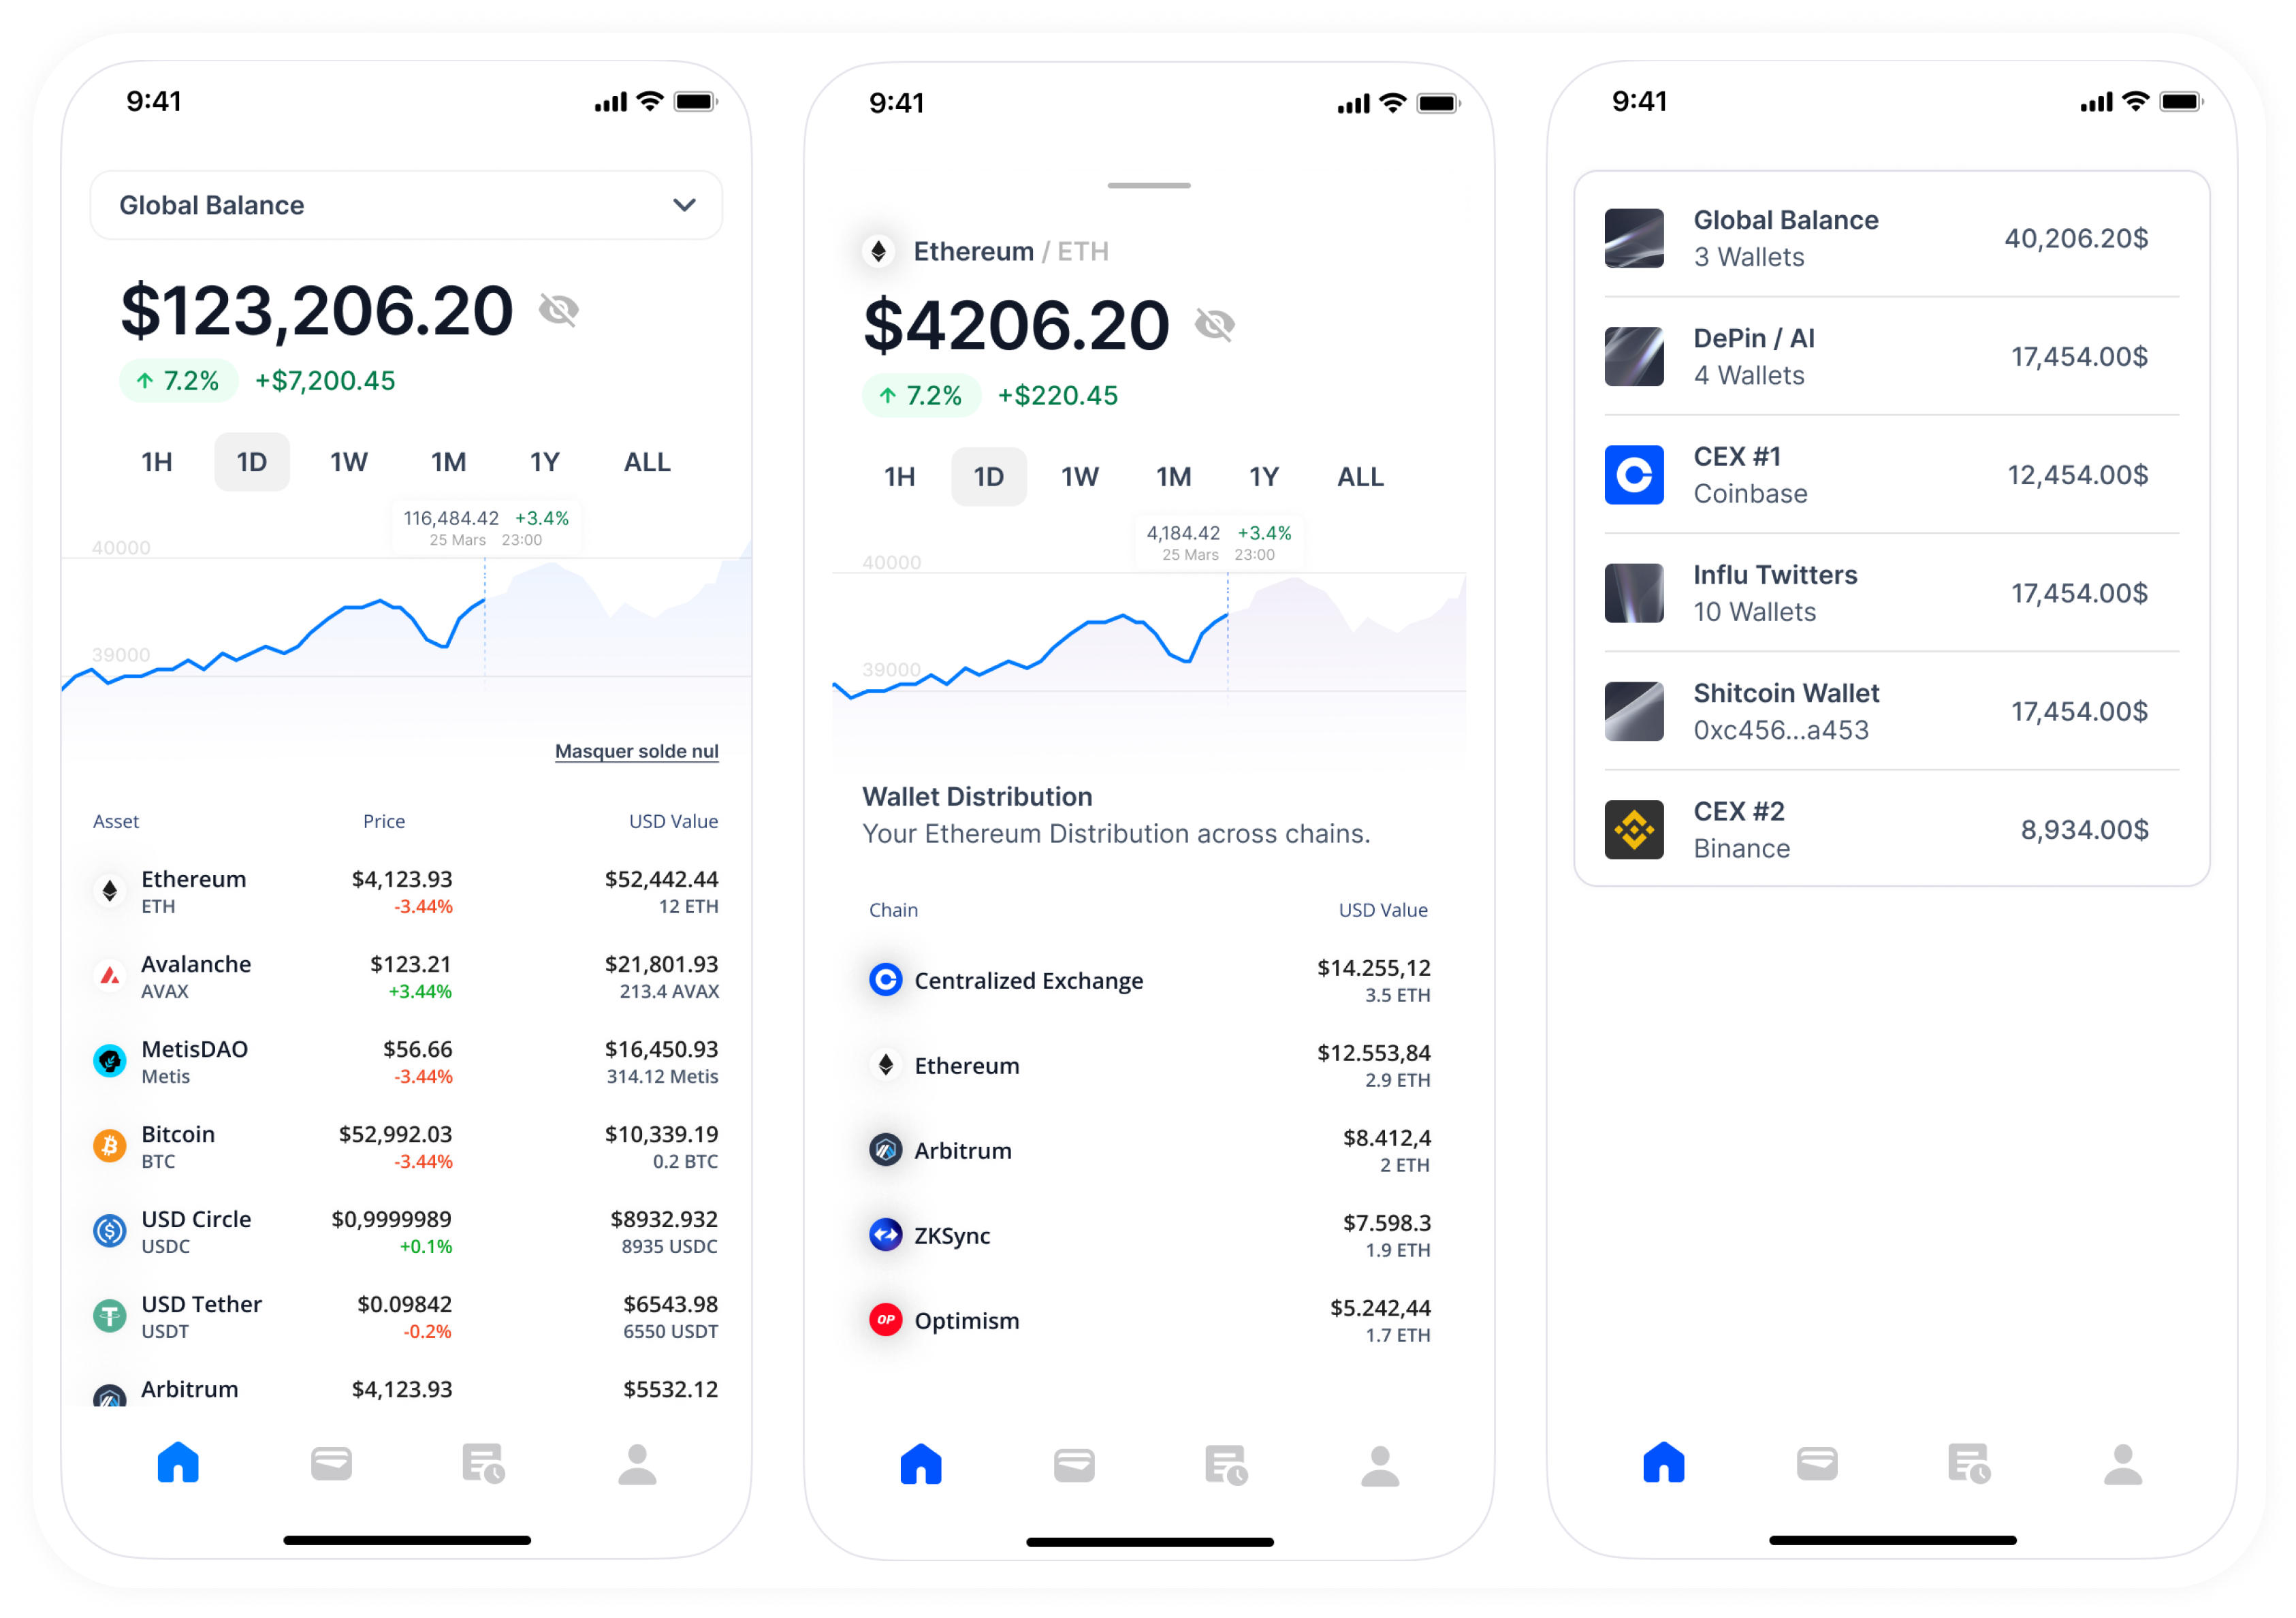 9:41
Global Balance
$123,206.20
7.2% +$7,200.45
1H 1D 1W 1M 1Y ALL
116,484.42 +3.4%
25 Mars 23:00
40000
39000
Masquer solde nul
Asset Price USD Value
Ethereum $4,123.93 $52,442.44
ETH -3.44% 12 ETH
Avalanche $123.21 $21,801.93
AVAX +3.44% 213.4 AVAX
MetisDAO $56.66 $16,450.93
Metis -3.44% 314.12 Metis
Bitcoin $52,992.03 $10,339.19
BTC -3.44% 0.2 BTC
USD Circle $0,9999989 $8932.932
USDC +0.1% 8935 USDC
USD Tether $0.09842 $6543.98
USDT -0.2% 6550 USDT
Arbitrum $4,123.93 $5532.12
9:41
Ethereum / ETH
$4206.20
7.2% +$220.45
1H 1D 1W 1M 1Y ALL
4,184.42 +3.4%
25 Mars 23:00
40000
39000
Wallet Distribution
Your Ethereum Distribution across chains.
Chain USD Value
Centralized Exchange $14.255,12
3.5 ETH
Ethereum $12.553,84
2.9 ETH
Arbitrum $8.412,4
2 ETH
ZKSync $7.598.3
1.9 ETH
OP Optimism $5.242,44
1.7 ETH
9:41
Global Balance 40,206.20$
3 Wallets
DePin / AI 17,454.00$
4 Wallets
CEX #1 12,454.00$
Coinbase
Influ Twitters 17,454.00$
10 Wallets
Shitcoin Wallet 17,454.00$
0xc456...a453
CEX #2 8,934.00$
Binance